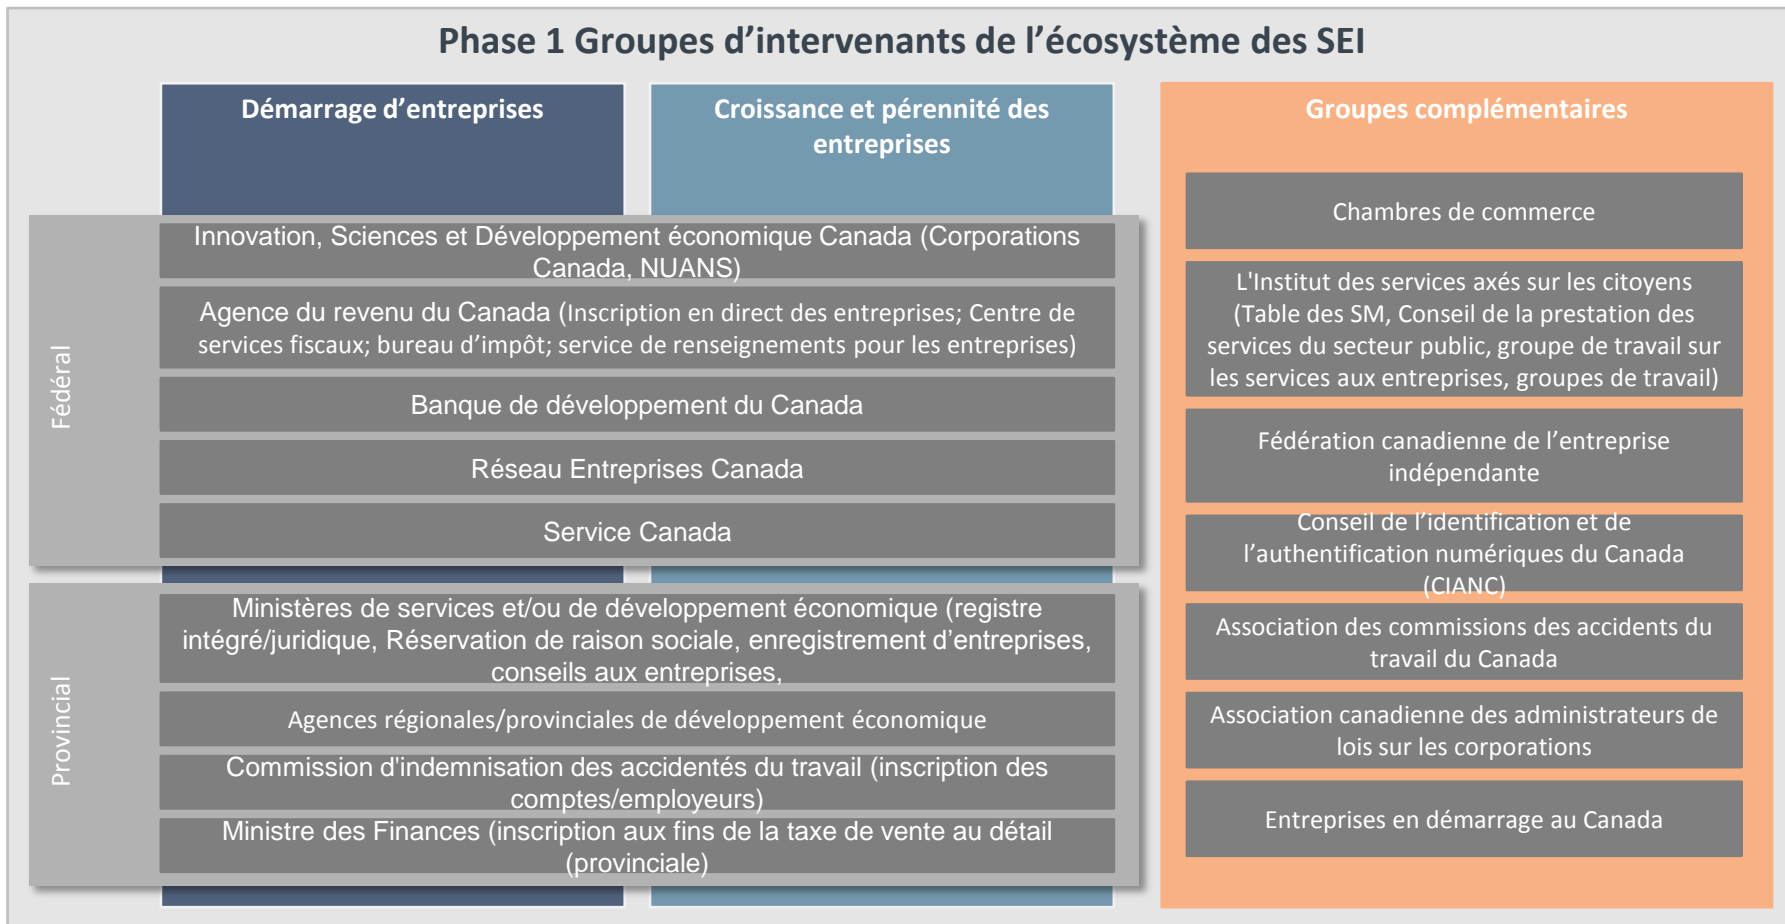 Phase 1 Groupes d’intervenants de l’écosystème des SEI
Démarrage d’entreprises
Croissance et pérennité des
entreprises
Fédéral
Innovation, Sciences et Développement économique Canada (Corporations
Canada, NUANS)
Agence du revenu du Canada (Inscription en direct des entreprises; Centre de
services fiscaux; bureau d’impôt; service de renseignements pour les entreprises)
Banque de développement du Canada
Réseau Entreprises Canada
Service Canada
Provincial
Ministères de services et/ou de développement économique (registre
intégré/juridique, Réservation de raison sociale, enregistrement d’entreprises,
conseils aux entreprises,
Agences régionales/provinciales de développement économique
Commission d'indemnisation des accidentés du travail (inscription des
comptes/employeurs)
Ministre des Finances (inscription aux fins de la taxe de vente au détail
(provinciale)
Groupes complémentaires
Chambres de commerce
L'Institut des services axés sur les citoyens
(Table des SM, Conseil de la prestation des
services du secteur public, groupe de travail sur
les services aux entreprises, groupes de travail)
Fédération canadienne de l’entreprise
indépendante
Conseil de l’identification et de
l’authentification numériques du Canada
(CIANC)
Association des commissions des accidents du
travail du Canada
Association canadienne des administrateurs de
lois sur les corporations
Entreprises en démarrage au Canada